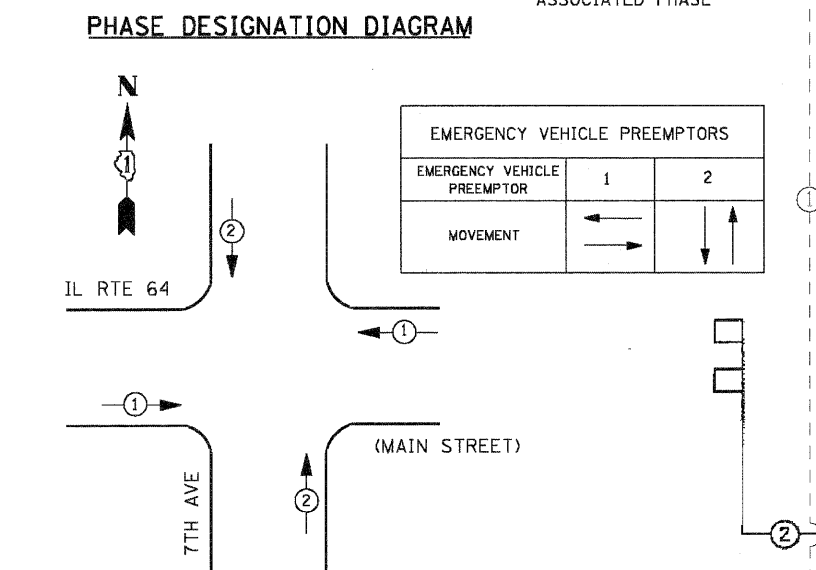 ASSOCIATED PHASE
PHASE DESIGNATION DIAGRAM
N
1
EMERGENCY VEHICLE PREEMPTORS
EMERGENCY VEHICLE
PREEMPTOR
1
2
MOVEMENT
2
1
IL RTE 64
1
1
(MAIN STREET)
7TH AVE
2
2